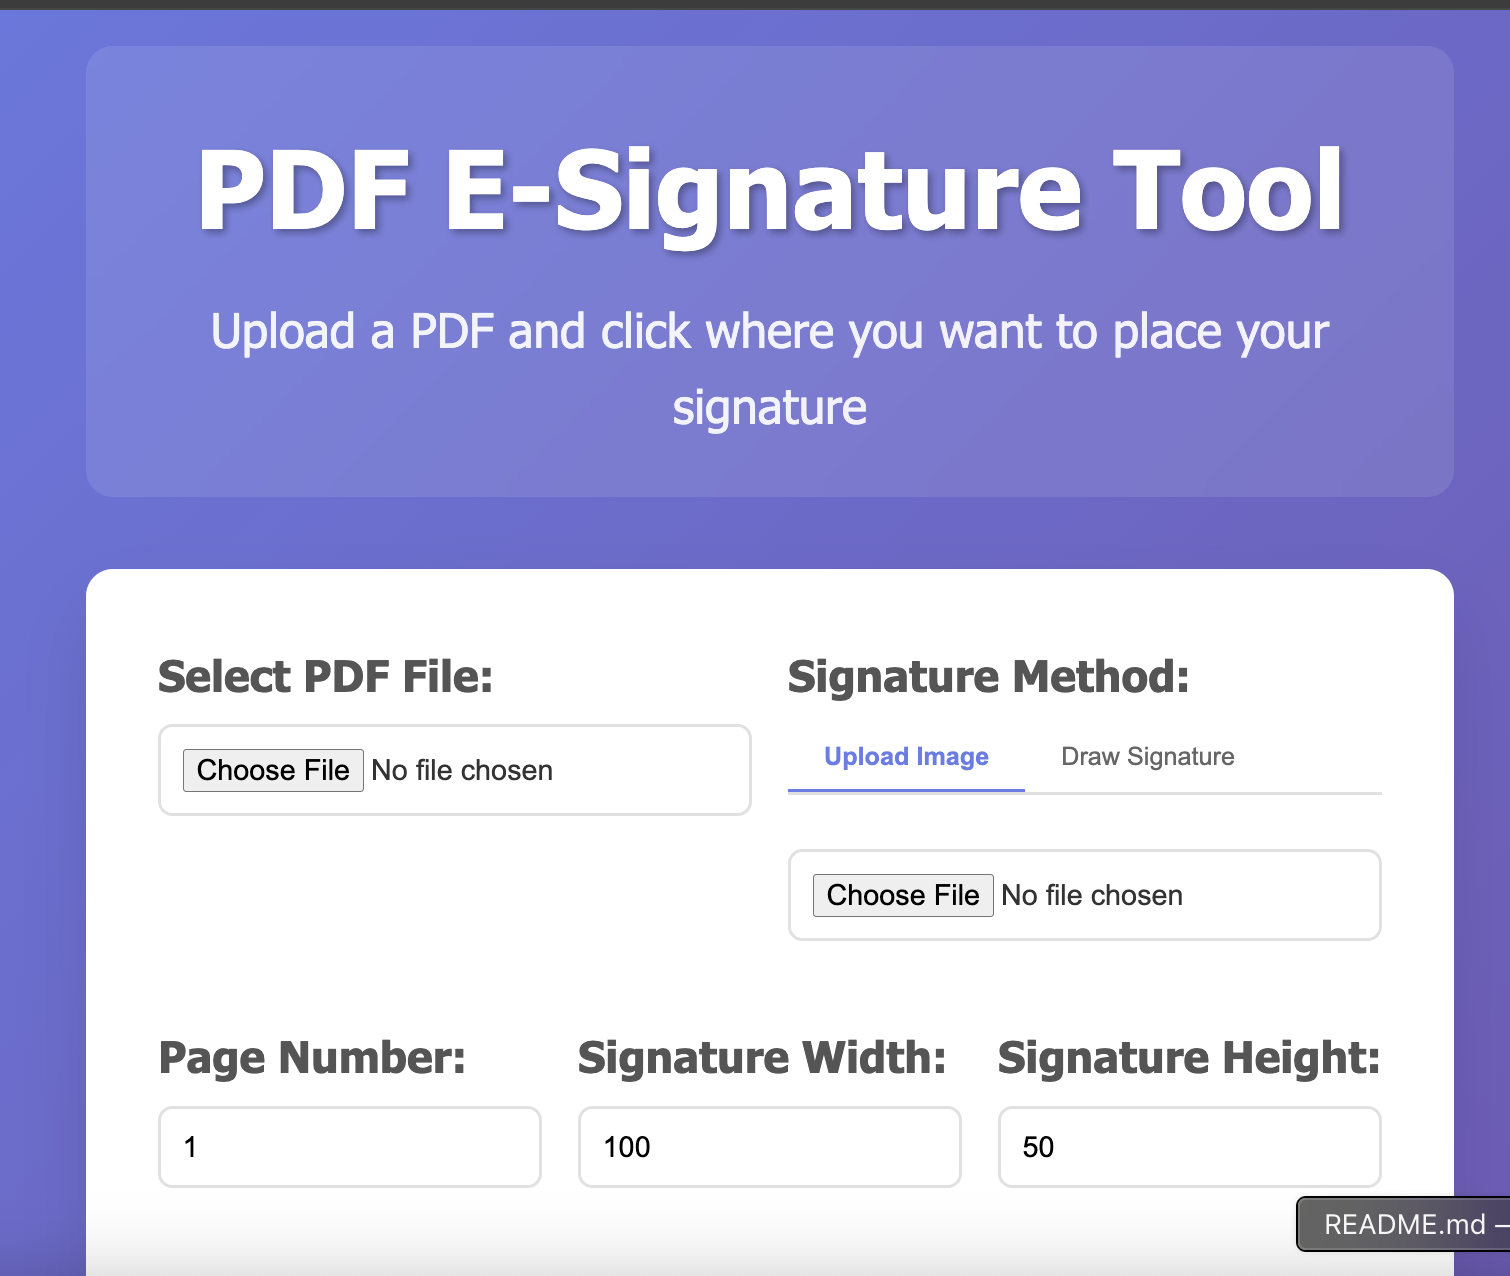 PDF E-Signature Tool
Upload a PDF and click where you want to place your
signature
Select PDF File:
Choose File No file chosen
Signature Method:
Upload Image
Draw Signature
Choose File No file chosen
Page Number:
1
Signature Width:
100
Signature Height:
50
README.md –